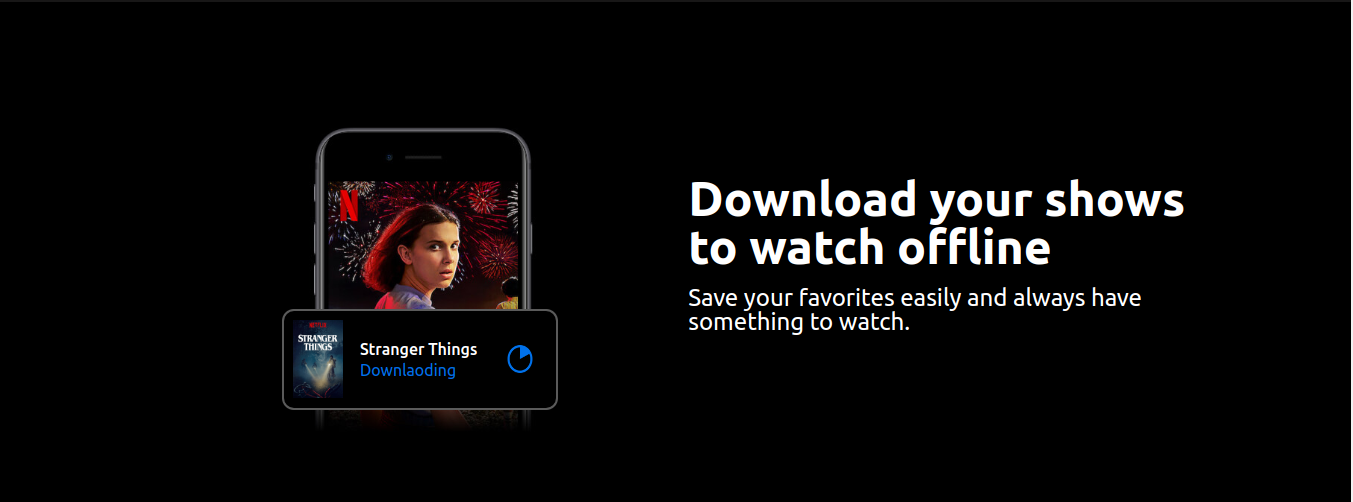 N
Download your shows
to watch offline
Save your favorites easily and always have
something to watch.
NETFLIX
STRANGER
THINGS
Stranger Things
Downlaoding